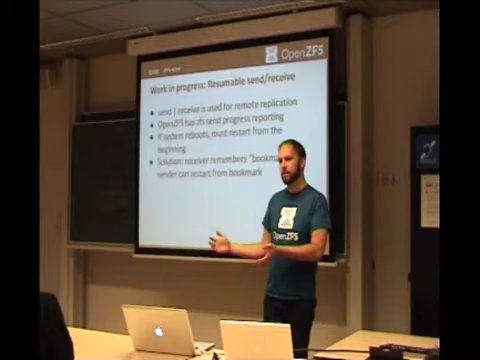 OpenZFS
Work in progress: Resumable send/receive
● send | receive is used for remote replication
● OpenZFS has zfs send progress reporting
● If system reboots, must restart from the
beginning
● Solution: receiver remembers "bookma
sender can restart from bookmark
OpenZFS